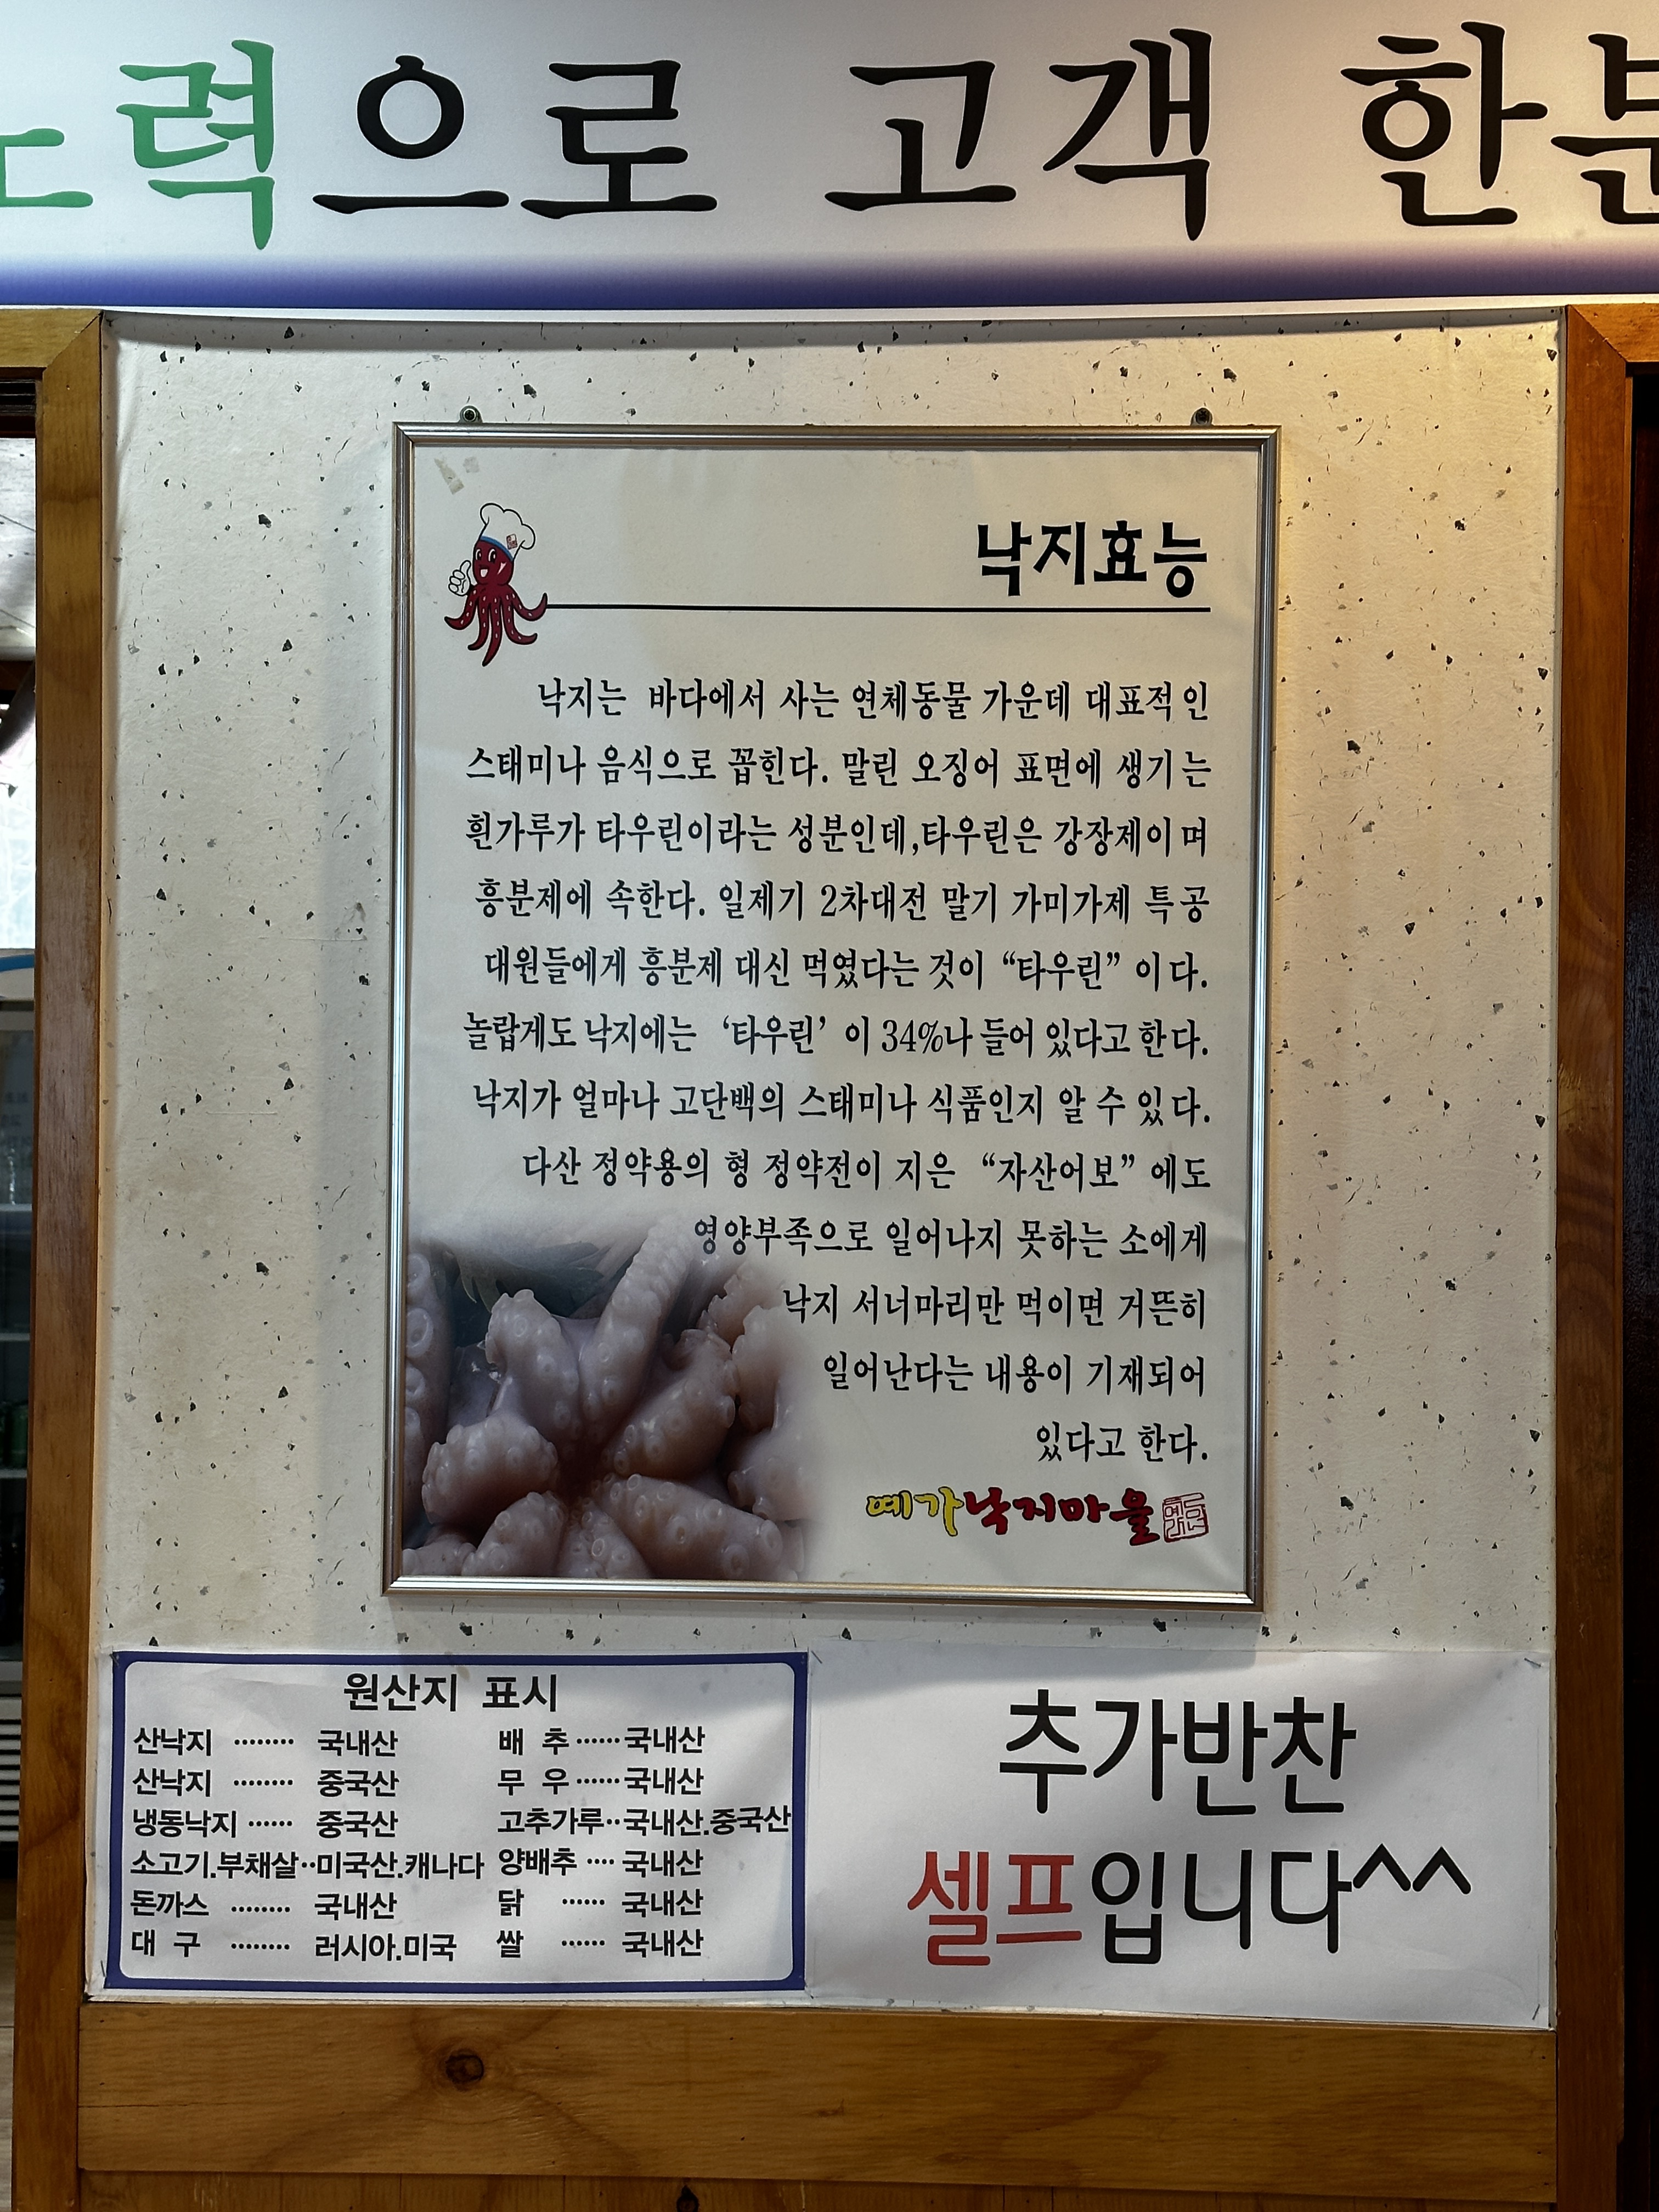 노력으로 고객 한분
낙지효능
낙지는 바다에서 사는 연체동물 가운데 대표적인
스태미나 음식으로 꼽힌다. 말린 오징어 표면에 생기는
흰가루가 타우린이라는 성분인데,타우린은 강장제이며
흥분제에 속한다. 일제기 2차대전 말기 가미가제 특공
대원들에게 흥분제 대신 먹였다는 것이 “타우린” 이다.
놀랍게도 낙지에는 ‘타우린’ 이 34%나 들어 있다고 한다.
낙지가 얼마나 고단백의 스태미나 식품인지 알 수 있다.
다산 정약용의 형 정약전이 지은 “자산어보” 에도
영양부족으로 일어나지 못하는 소에게
낙지 서너마리만 먹이면 거뜬히
일어난다는 내용이 기재되어
있다고 한다.
예가낙지마을
원산지 표시
산낙지 ········ 국내산
산낙지 ········ 중국산
냉동낙지 ······ 중국산
소고기.부채살··미국산.캐나다
돈까스 ········ 국내산
대 구 ········ 러시아.미국
배 추 ······ 국내산
무 우 ······ 국내산
고추가루··국내산.중국산
양배추 ···· 국내산
닭 ······ 국내산
쌀 ······ 국내산
추가반찬
셀프입니다^^